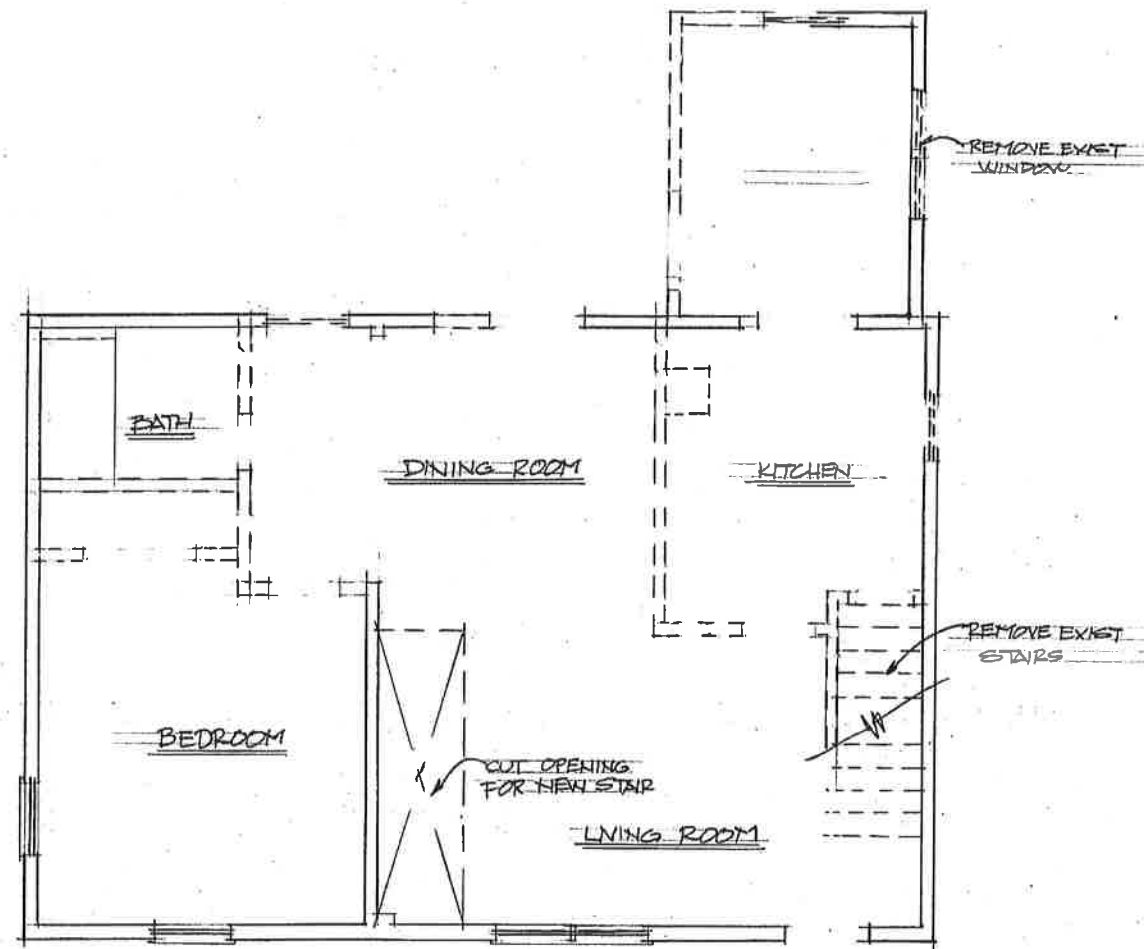 REMOVE EXIST
WINDOW
BATH
DINING ROOM
KITCHEN
REMOVE EXIST
STAIRS
BEDROOM
CUT OPENING
FOR NEW STAIR
LIVING ROOM